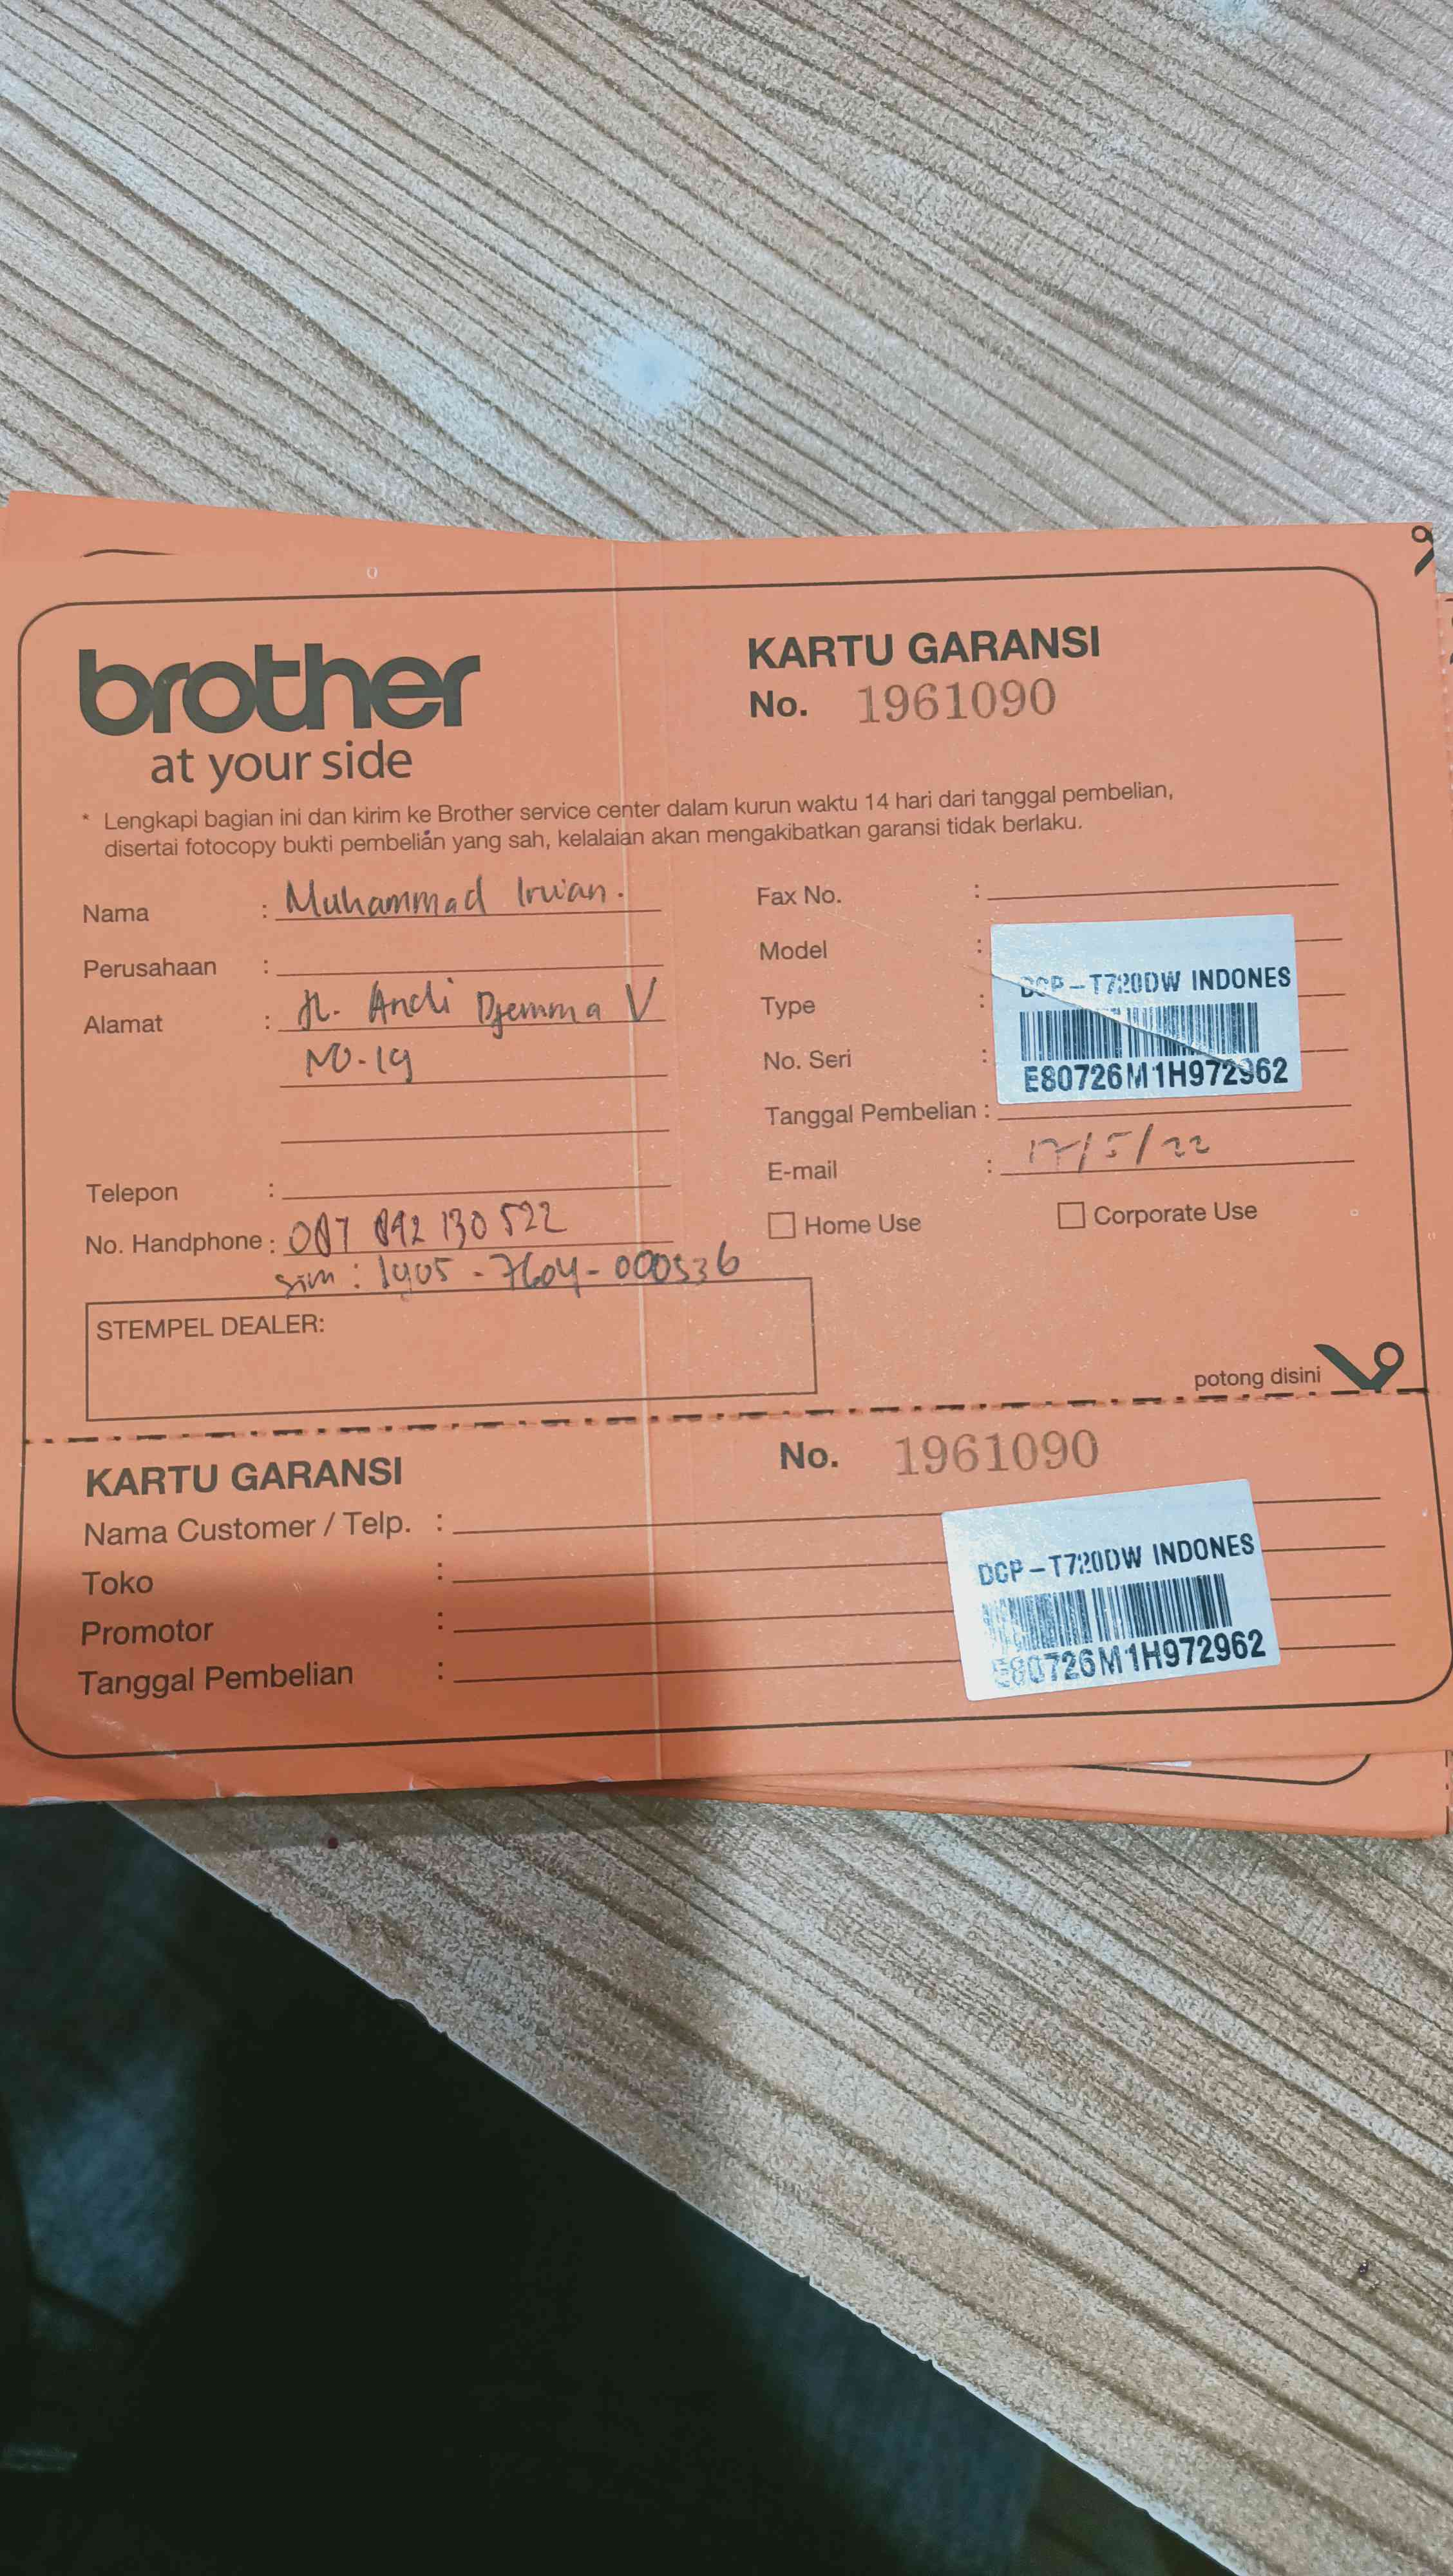 brother
at your side
KARTU GARANSI
No. 1961090
* Lengkapi bagian ini dan kirim ke Brother service center dalam kurun waktu 14 hari dari tanggal pembelian,
disertai fotocopy bukti pembelian yang sah, kelalaian akan mengakibatkan garansi tidak berlaku.
Nama : Muhammad Irwan.
Perusahaan :
Alamat : Jl. Andi Djemma V
NO. 19
Telepon :
No. Handphone : 087 892 130 522
sim : 1905 - 7604 - 000536
STEMPEL DEALER:
Fax No. :
Model :
Type :
No. Seri :
DCP-T720DW INDONES
E80726M1H972962
Tanggal Pembelian :
E-mail : 17/5/22
Home Use
Corporate Use
potong disini
KARTU GARANSI
No. 1961090
Nama Customer / Telp. :
Toko :
Promotor :
Tanggal Pembelian :
DCP-T720DW INDONES
E80726M1H972962